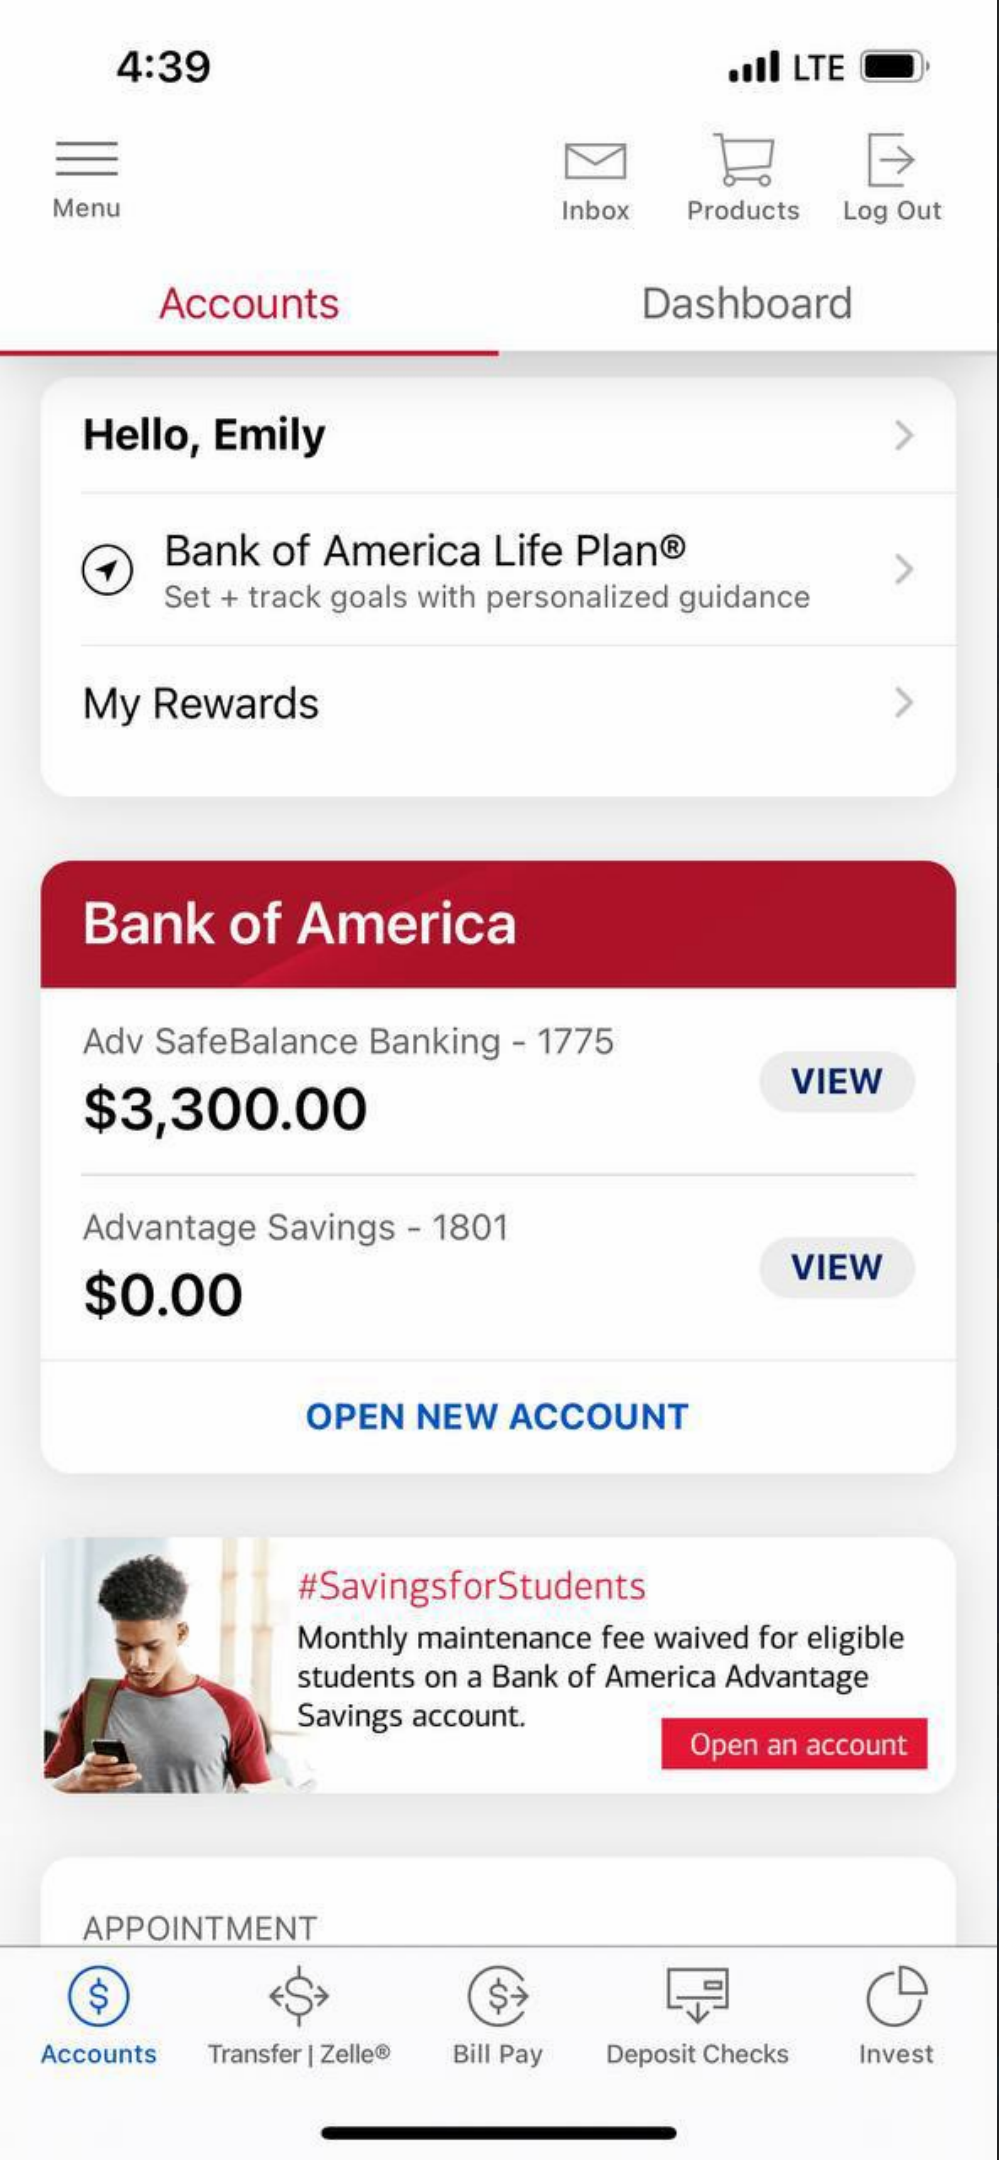 4:39
LTE
Menu
Inbox
Products
Log Out
Accounts
Dashboard
Hello, Emily
Bank of America Life Plan®
Set + track goals with personalized guidance
My Rewards
Bank of America
Adv SafeBalance Banking - 1775
$3,300.00
VIEW
Advantage Savings - 1801
$0.00
VIEW
OPEN NEW ACCOUNT
#SavingsforStudents
Monthly maintenance fee waived for eligible
students on a Bank of America Advantage
Savings account.
Open an account
APPOINTMENT
Accounts
Transfer | Zelle®
Bill Pay
Deposit Checks
Invest